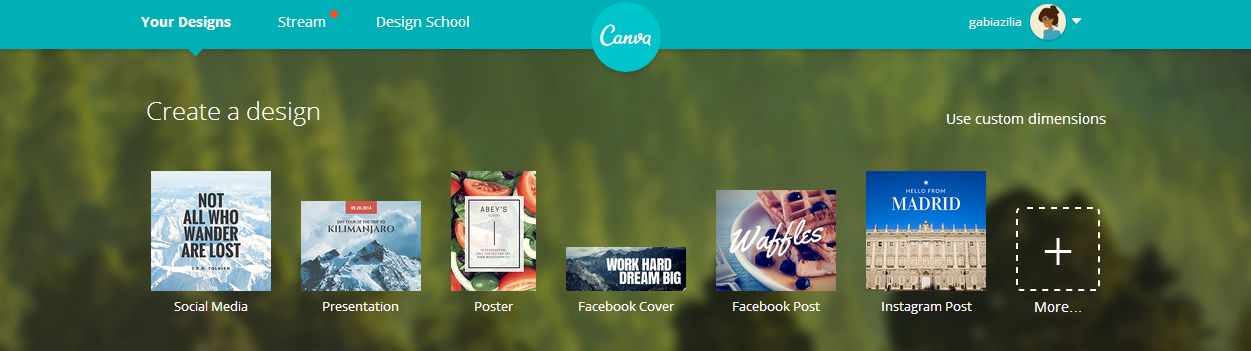 Your Designs
Stream
Design School
Canva
gabiazilia
Create a design
Use custom dimensions
NOT
ALL WHO
WANDER
ARE LOST
J.R.R. TOLKIEN
Social Media
09.28.2014
DAY FOUR OF THE TRIP TO
KILIMANJARO
Presentation
ABEY'S
Poster
WORK HARD
DREAM BIG
Facebook Cover
Waffles
Facebook Post
HELLO FROM
MADRID
Instagram Post
+
More...